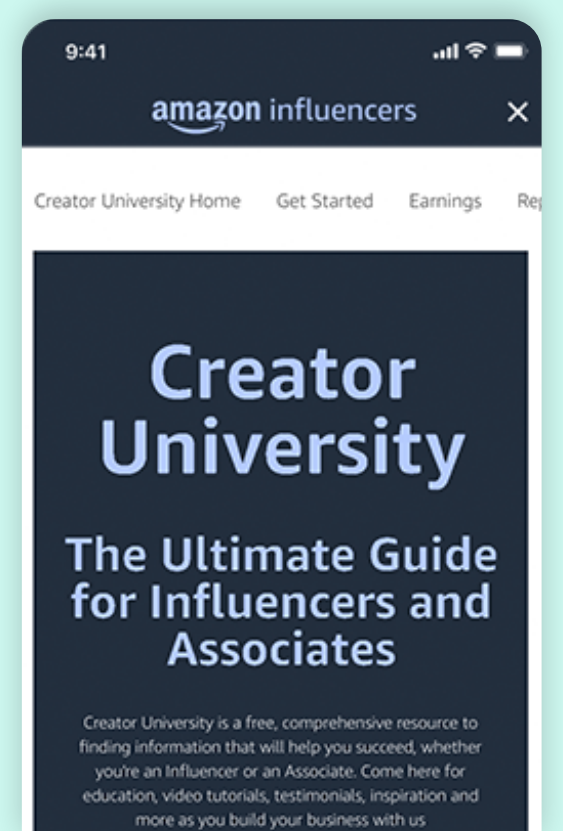 9:41
amazon influencers
Creator University Home Get Started Earnings
Creator
University
The Ultimate Guide
for Influencers and
Associates
Creator University is a free, comprehensive resource to
finding information that will help you succeed, whether
you're an Influencer or an Associate. Come here for
education, video tutorials, testimonials, inspiration and
more as you build your business with us